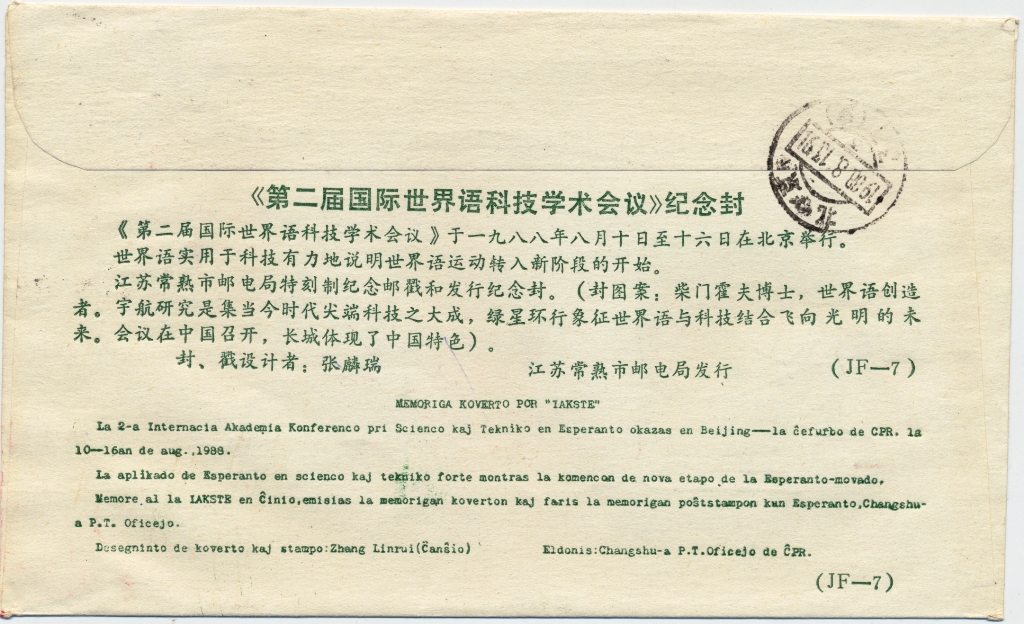 《第二届国际世界语科技学术会议》纪念封
《第二届国际世界语科技学术会议》于一九八八年八月十日至十六日在北京举行。
世界语实用于科技有力地说明世界语运动转入新阶段的开始。
江苏常熟市邮电局特刻制纪念邮戳和发行纪念封。(封图案:柴门霍夫博士,世界语创造
者。宇航研究是集当今时代尖端科技之大成,绿星环行象征世界语与科技结合飞向光明的未
来。会议在中国召开,长城体现了中国特色)。
封、戳设计者:张麟瑞 江苏常熟市邮电局发行 (JF—7)
MEMORIGA KOVERTO POR "IAKSTE"
La 2-a Internacia Akademia Konferenco pri Scienco kaj Tekniko en Esperanto okazas en Beijing——la ĉefurbo de CPR. la
10—16an de aug.,1988.
La aplikado de Esperanto en scienco kaj tekniko forte montras la komencon de nova etapo de la Esperanto-movado,
Memore al la IAKSTE en Ĉinio,emisias la memorigan koverton kaj faris la memorigan poŝtstampon kun Esperanto,Changshu-
a P.T. Oficejo.
Desegninto de koverto kaj stampo:Zhang Linrui(Ĉanŝio) Eldonis:Changshu-a P.T.Oficejo de ĈPR.
(JF—7)